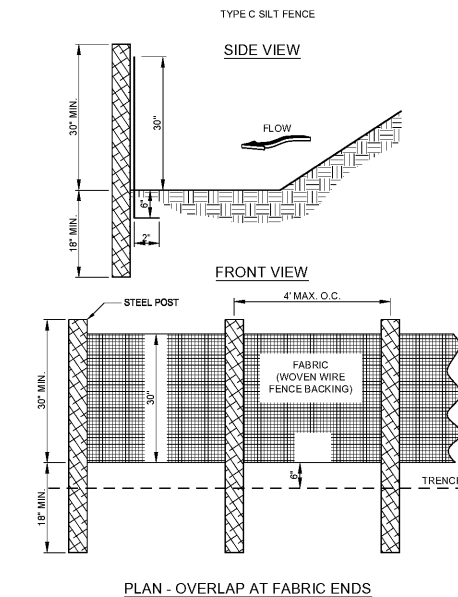 TYPE C SILT FENCE
SIDE VIEW
30" MIN.
30"
FLOW
6"
18" MIN.
2"
FRONT VIEW
STEEL POST
4' MAX. O.C.
30" MIN.
30"
FABRIC
(WOVEN WIRE
FENCE BACKING)
6"
18" MIN.
PLAN - OVERLAP AT FABRIC ENDS